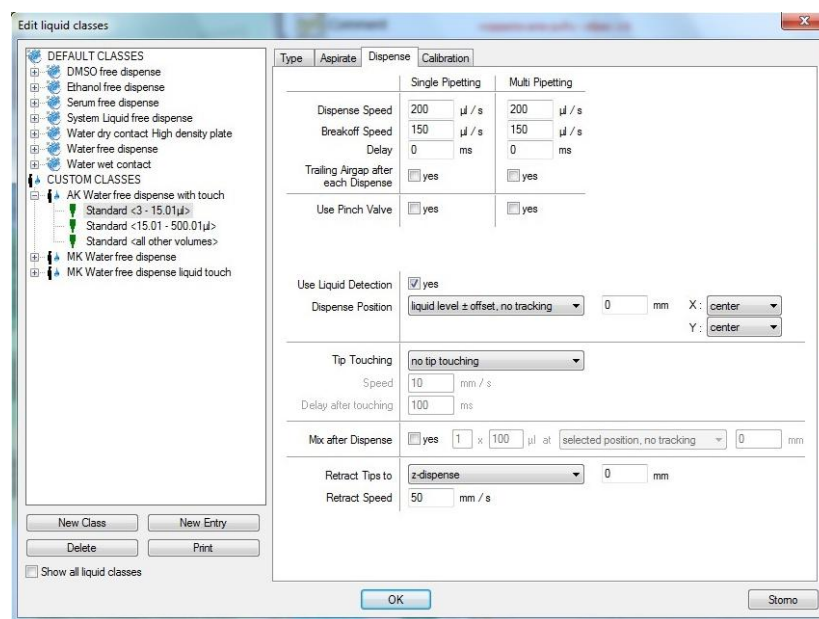 Edit liquid classes
Comment
DEFAULT CLASSES
DMSO free dispense
Ethanol free dispense
Serum free dispense
System Liquid free dispense
Water dry contact High density plate
Water free dispense
Water wet contact
CUSTOM CLASSES
AK Water free dispense with touch
Standard <3 - 15.01µl>
Standard <15.01 - 500.01µl>
Standard <all other volumes>
MK Water free dispense
MK Water free dispense liquid touch
New Class New Entry
Delete Print
Show all liquid classes
Type Aspirate Dispense Calibration
Single Pipetting Multi Pipetting
Dispense Speed 200 µl / s 200 µl / s
Breakoff Speed 150 µl / s 150 µl / s
Delay 0 ms 0 ms
Trailing Airgap after
each Dispense yes yes
Use Pinch Valve yes yes
Use Liquid Detection yes
Dispense Position liquid level ± offset, no tracking 0 mm X : center
Y : center
Tip Touching no tip touching
Speed 10 mm / s
Delay after touching 100 ms
Mix after Dispense yes 1 x 100 µl at selected position, no tracking 0 mm
Retract Tips to z-dispense 0 mm
Retract Speed 50 mm / s
OK Storno